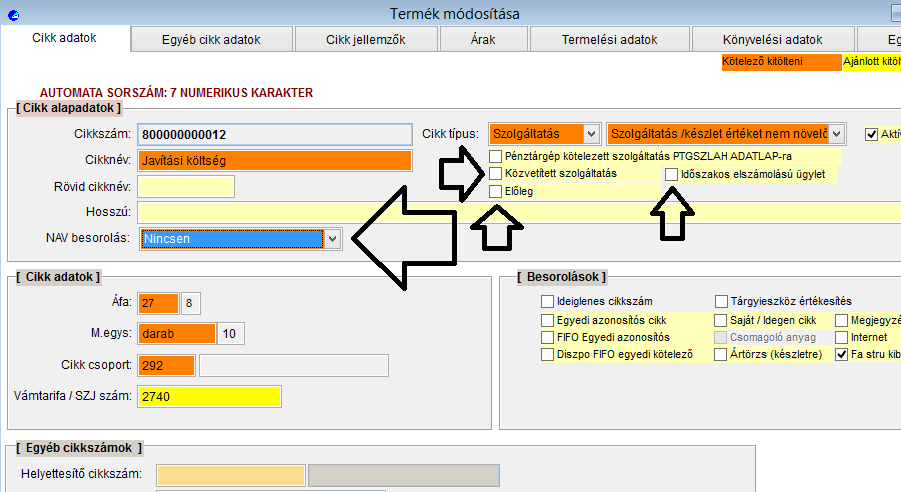 Termék módosítása
Cikk adatok Egyéb cikk adatok Cikk jellemzők Árak Termelési adatok Könyvelési adatok Eg
Kötelező kitölteni Ajánlott kitölt
AUTOMATA SORSZÁM: 7 NUMERIKUS KARAKTER
[ Cikk alapadatok ]
Cikkszám: 800000000012 Cikk típus: Szolgáltatás Szolgáltatás /készlet értéket nem növelő Aktív
Cikknév: Javítási költség Pénztárgép kötelezett szolgáltatás PTGSZLAH ADATLAP-ra
Közvetített szolgáltatás Időszakos elszámolású ügylet
Rövid cikknév: Előleg
Hosszú:
NAV besorolás: Nincsen
[ Cikk adatok ] [ Besorolások ]
Áfa: 27 8 Ideiglenes cikkszám Tárgyieszköz értékesítés
M.egys: darab 10 Egyedi azonosítós cikk Saját / Idegen cikk Megjegyzé
FIFO Egyedi azonosítós Csomagoló anyag Internet
Cikk csoport: 292 Diszpo FIFO egyedi kötelező Ártörzs (készletre) Fa stru kib
Vámtarifa / SZJ szám: 2740
[ Egyéb cikkszámok ]
Helyettesítő cikkszám: